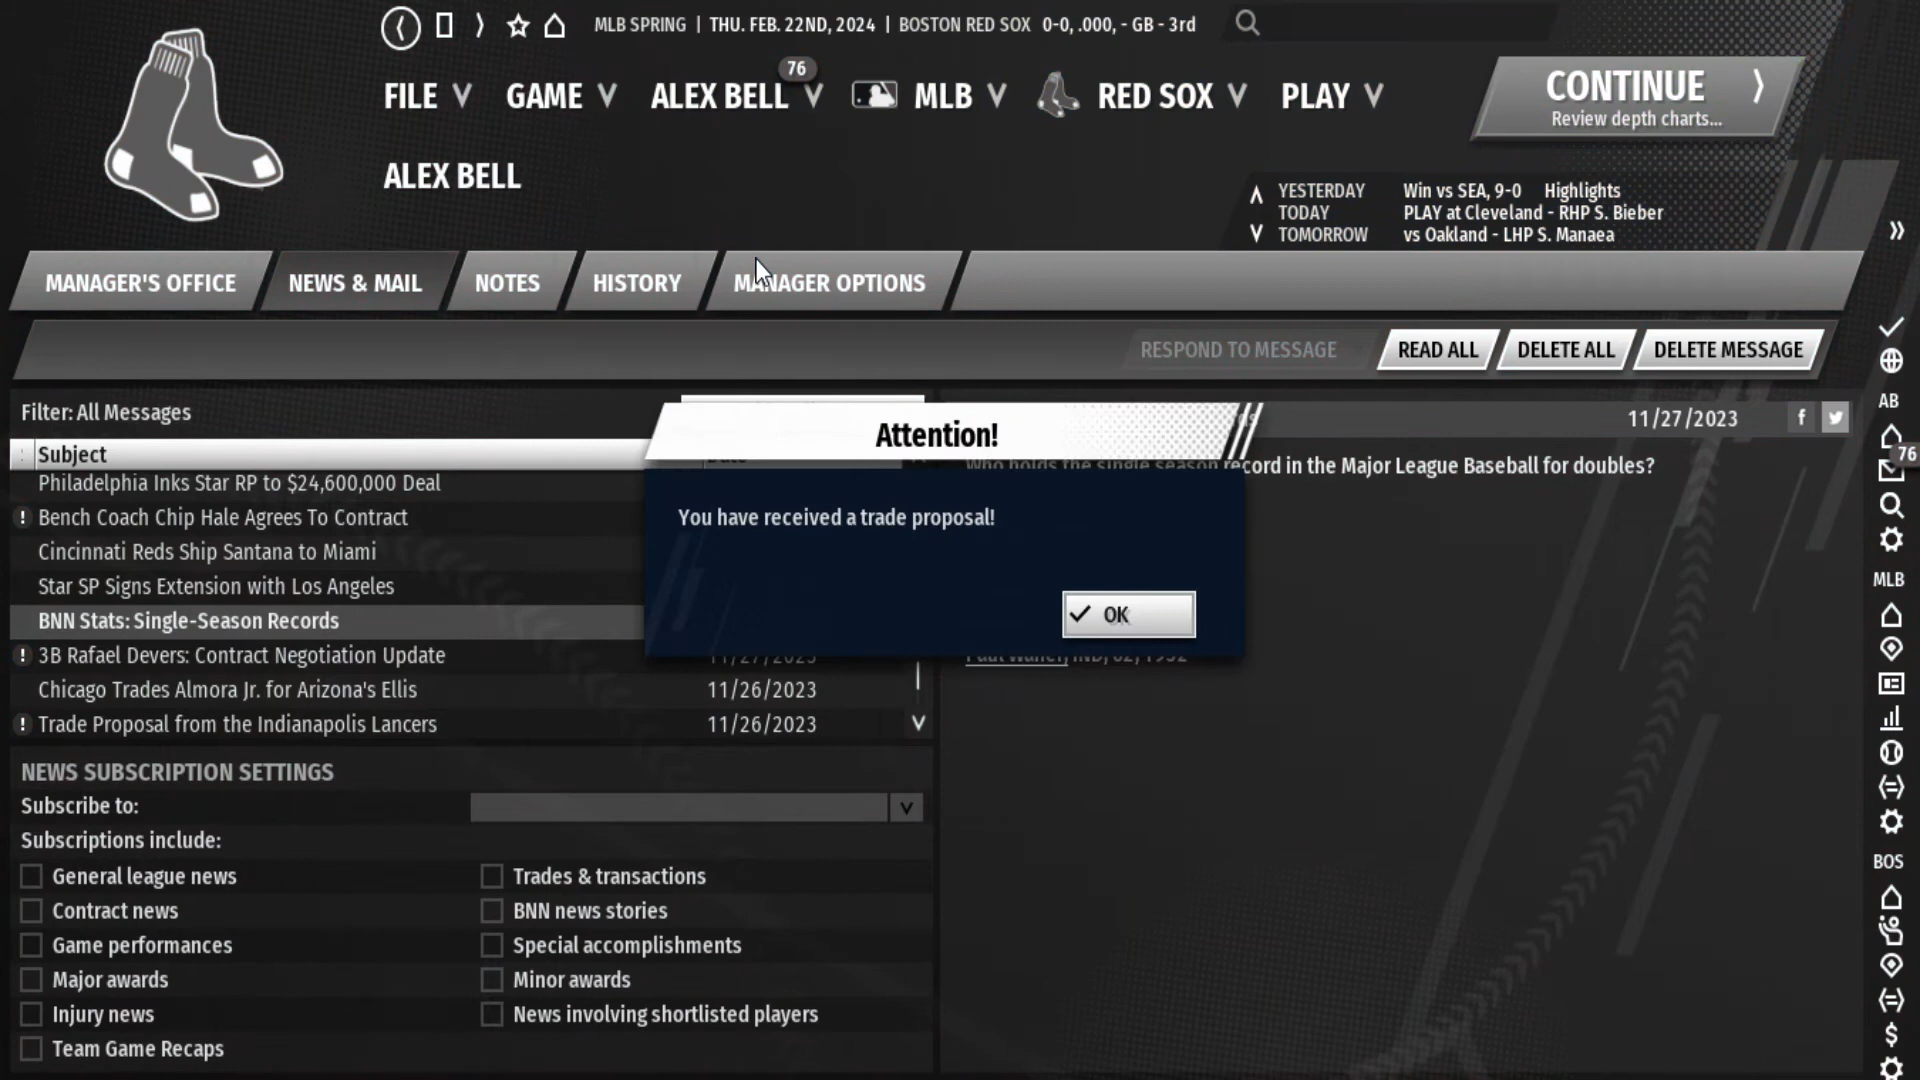 MLB SPRING | THU. FEB. 22ND, 2024 | BOSTON RED SOX 0-0, .000, - GB - 3rd
76
FILE GAME ALEX BELL MLB RED SOX PLAY
CONTINUE
Review depth charts...
ALEX BELL
YESTERDAY Win vs SEA, 9-0 Highlights
TODAY PLAY at Cleveland - RHP S. Bieber
TOMORROW vs Oakland - LHP S. Manaea
MANAGER'S OFFICE NEWS & MAIL NOTES HISTORY MANAGER OPTIONS
RESPOND TO MESSAGE READ ALL DELETE ALL DELETE MESSAGE
Filter: All Messages
11/27/2023
Attention!
Subject
Who holds the single season record in the Major League Baseball for doubles?
Philadelphia Inks Star RP to $24,600,000 Deal
You have received a trade proposal!
Bench Coach Chip Hale Agrees To Contract
Cincinnati Reds Ship Santana to Miami
Star SP Signs Extension with Los Angeles
OK
BNN Stats: Single-Season Records
3B Rafael Devers: Contract Negotiation Update 11/27/2023
Chicago Trades Almora Jr. for Arizona's Ellis 11/26/2023
Trade Proposal from the Indianapolis Lancers 11/26/2023
NEWS SUBSCRIPTION SETTINGS
Subscribe to:
Subscriptions include:
General league news Trades & transactions
Contract news BNN news stories
Game performances Special accomplishments
Major awards Minor awards
Injury news News involving shortlisted players
Team Game Recaps
AB
76
MLB
BOS